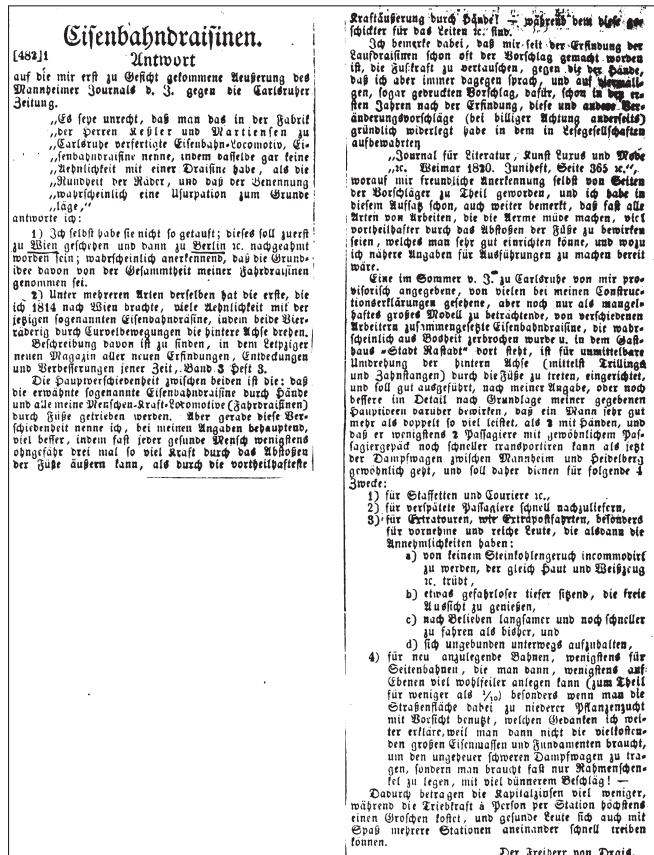 Eisenbahndraisinen.
[482]1 Antwort
auf die mir erst zu Gesicht gekommene Aeußerung des
Mannheimer Journals d. J. gegen die Carlsruher
Zeitung.
„Es seye unrecht, daß man das in der Fabrik
„der Herren Keßler und Martiensen zu
„Carlsruhe verfertigte Eisenbahn-Locomotiv, Ei-
„senbahndraisine nenne, indem dasselbe gar keine
„Aehnlichkeit mit einer Draisine habe, als die
„Rundheit der Räder, und daß der Benennung
„wahrscheinlich eine Usurpation zum Grunde
„läge,“
antworte ich:
1) Ich selbst habe sie nicht so getauft; dieses soll zuerst
zu Wien geschehen und dann zu Berlin ꝛc. nachgeahmt
worden sein; wahrscheinlich anerkennend, daß die Grund-
idee davon von der Gesammtheit meiner Fahrdraisinen
genommen sei.
2) Unter mehreren Arten derselben hat die erste, die
ich 1814 nach Wien brachte, viele Aehnlichkeit mit der
jetzigen sogenannten Eisenbahndraisine, indem beide Vier-
räderig durch Curvelbewegungen die hintere Achse drehen.
Beschreibung davon ist zu finden, in dem Leipziger
neuen Magazin aller neuen Erfindungen, Entdeckungen
und Verbesserungen jener Zeit, Band 3 Heft 3.
Die Hauptverschiedenheit zwischen beiden ist die: daß
die erwähnte sogenannte Eisenbahndraisine durch Hände
und alle meine Menschen-Kraft-Locomotive (Fahrdraisinen)
durch Füße getrieben werden. Aber gerade diese Ver-
schiedenheit nenne ich, bei meinen Angaben behauptend,
viel besser, indem fast jeder gesunde Mensch wenigstens
ohngefähr drei mal so viel Kraft durch das Abstoßen
der Füße äußern kann, als durch die vortheilhafteste
Kraftäußerung durch Hände! — während dem diese ge-
schickter für das Leiten ꝛc. sind.
Ich bemerke dabei, daß mir seit der Erfindung der
Laufdraisinen schon oft der Vorschlag gemacht worden
ist, die Fußkraft zu vertauschen, gegen die der Hände,
daß ich aber immer dagegen sprach, und auf vermali-
gen, sogar gedruckten Vorschlag, dafür, schon in den er-
sten Jahren nach der Erfindung, diese und andere Ver-
änderungsvorschläge (bei billiger Achtung anderseits)
gründlich widerlegt habe in dem in Lesegesellschaften
aufbewahrten
„Journal für Literatur, Kunst Luxus und Mode
„ꝛc. Weimar 1820. Juniheft, Seite 365 ꝛc.“,
worauf mir freundliche Anerkennung selbst von Seiten
der Vorschläger zu Theil geworden, und ich habe in
diesem Aufsatz schon, auch weiter bemerkt, daß fast alle
Arten von Arbeiten, die die Aerme müde machen, viel
vortheilhafter durch das Abstoßen der Füße zu bewirken
seien, welches man sehr gut einrichten könne, und wozu
ich nähere Angaben für Ausführungen zu machen bereit
wäre.
Eine im Sommer v. J. zu Carlsruhe von mir pro-
visorisch angegebene, von vielen bei meinen Construc-
tionserklärungen gesehene, aber noch nur als mangel-
haftes großes Modell zu betrachtende, von verschiedenen
Arbeitern zusammengesetzte Eisenbahndraisine, die wahr-
scheinlich aus Bosheit zerbrochen wurde u. in dem Gast-
haus „Stadt Rastadt“ dort steht, ist für unmittelbare
Umdrehung der hintern Achse (mittelst Trillings
und Zahnstangen) durch die Füße zu treten, eingerichtet,
und soll gut ausgeführt, nach meiner Angabe, oder noch
bessere im Detail nach Grundlage meiner gegebenen
Hauptideen darüber bewirken, daß ein Mann sehr gut
mehr als doppelt so viel leistet, als 2 mit Händen, und
daß er wenigstens 2 Passagiere mit gewöhnlichem Pas-
sagiergepäck noch schneller transportiren kann als jetzt
der Dampfwagen zwischen Mannheim und Heidelberg
gewöhnlich geht, und soll daher dienen für folgende 4
Zwecke:
1) für Staffetten und Couriere ꝛc.,
2) für verspätete Passagiere schnell nachzuliefern,
3) für Extratouren, wie Extrapostfahrten, besonders
für vornehme und reiche Leute, die alsdann die
Annehmlichkeiten haben:
a) von keinem Steinkohlengeruch incommodirt
zu werden, der gleich Haut und Weißzeug
ꝛc. trübt,
b) etwas gefahrloser tiefer sitzend, die freie
Aussicht zu genießen,
c) nach Belieben langsamer und noch schneller
zu fahren als bisher, und
d) sich ungebunden unterwegs aufzuhalten,
4) für neu anzulegende Bahnen, wenigstens für
Seitenbahnen, die man dann, wenigstens auf
Ebenen viel wohlfeiler anlegen kann (zum Theil
für weniger als 1/10) besonders wenn man die
Straßenfläche dabei zu niederer Pflanzenzucht
mit Vorsicht benutzt, welchen Gedanken ich wei-
ter erkläre, weil man dann nicht die vielkosten-
den großen Eisenmassen und Fundamenten braucht,
um den ungeheuer schweren Dampfwagen zu tra-
gen, sondern man braucht fast nur Rahmenschen-
kel zu legen, mit viel dünnerem Beschläg! —
Dadurch betragen die Kapitalzinsen viel weniger,
während die Triebkraft à Person per Station höchstens
einen Groschen kostet, und gesunde Leute sich auch mit
Spaß mehrere Stationen aneinander schnell treiben
können.
Der Freiherr von Drais.